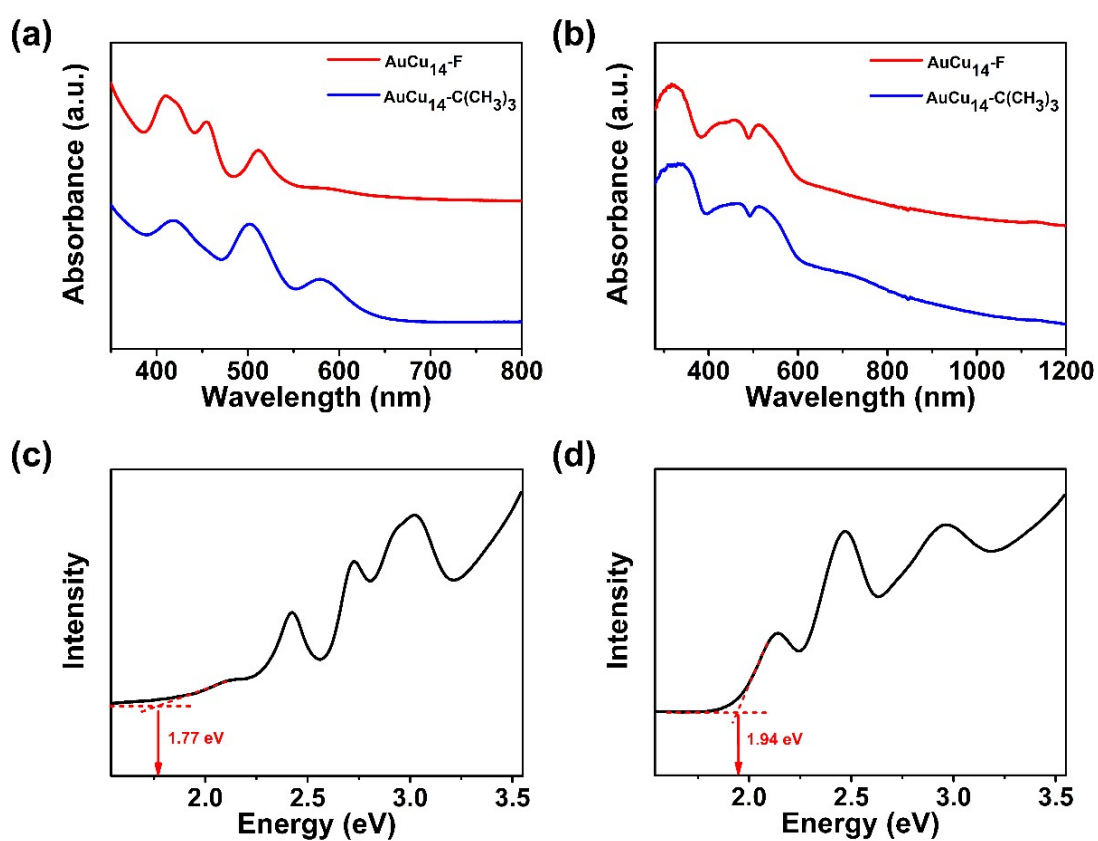 (a)
AuCu₁₄-F
AuCu₁₄-C(CH₃)₃
Absorbance (a.u.)
400 500 600 700 800
Wavelength (nm)
(b)
AuCu₁₄-F
AuCu₁₄-C(CH₃)₃
Absorbance (a.u.)
400 600 800 1000 1200
Wavelength (nm)
(c)
Intensity
1.77 eV
2.0 2.5 3.0 3.5
Energy (eV)
(d)
Intensity
1.94 eV
2.0 2.5 3.0 3.5
Energy (eV)